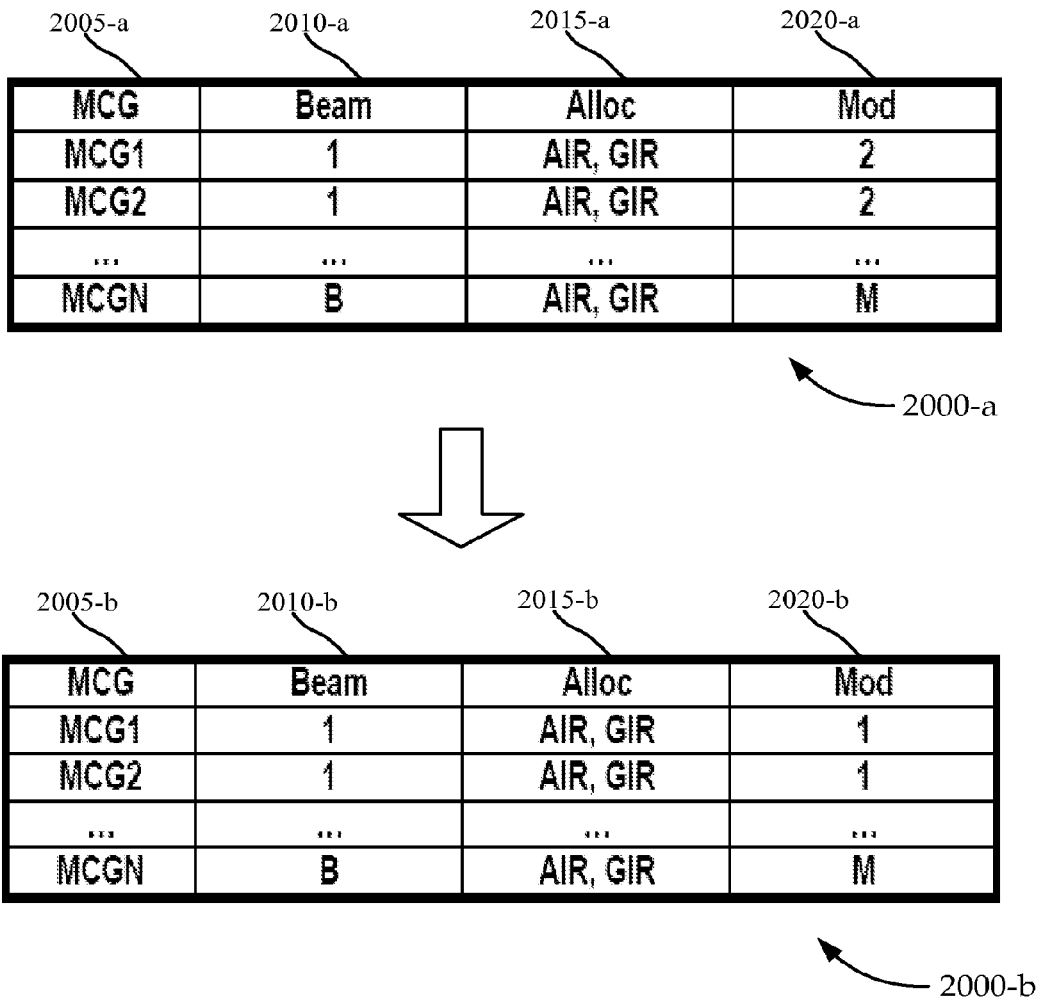 2005-a 2010-a 2015-a 2020-a
MCG Beam Alloc Mod
MCG1 1 AIR, GIR 2
MCG2 1 AIR, GIR 2
... ... ... ...
MCGN B AIR, GIR M
2000-a
2005-b 2010-b 2015-b 2020-b
MCG Beam Alloc Mod
MCG1 1 AIR, GIR 1
MCG2 1 AIR, GIR 1
... ... ... ...
MCGN B AIR, GIR M
2000-b